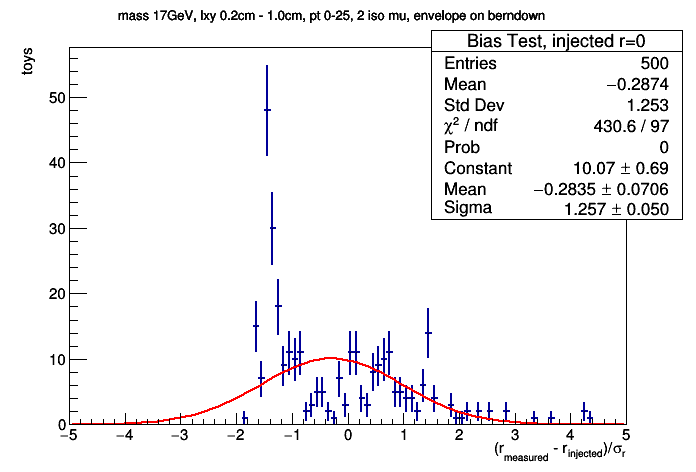 mass 17GeV, lxy 0.2cm - 1.0cm, pt 0-25, 2 iso mu, envelope on berndown
Bias Test, injected r=0
Entries 500
Mean −0.2874
Std Dev 1.253
χ² / ndf 430.6 / 97
Prob 0
Constant 10.07 ± 0.69
Mean −0.2835 ± 0.0706
Sigma 1.257 ± 0.050
toys
50
40
30
20
10
0
−5 −4 −3 −2 −1 0 1 2 3 4 5
(r_measured - r_injected)/σ_r